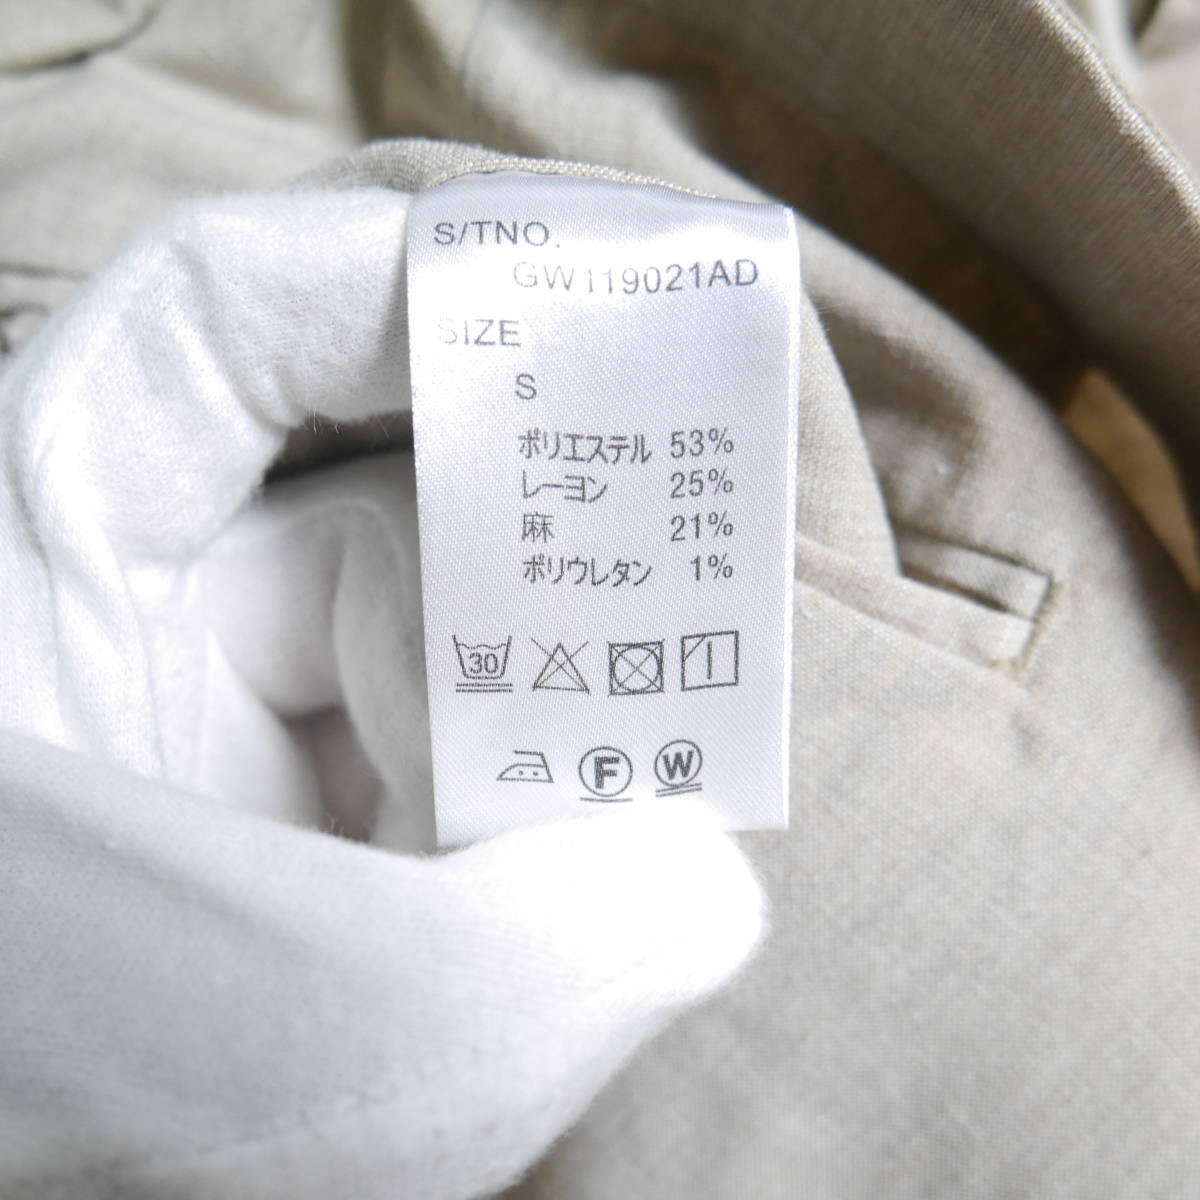 S/TNO.
GW119021AD
SIZE
S
ポリエステル 53%
レーヨン 25%
麻 21%
ポリウレタン 1%
30
F W